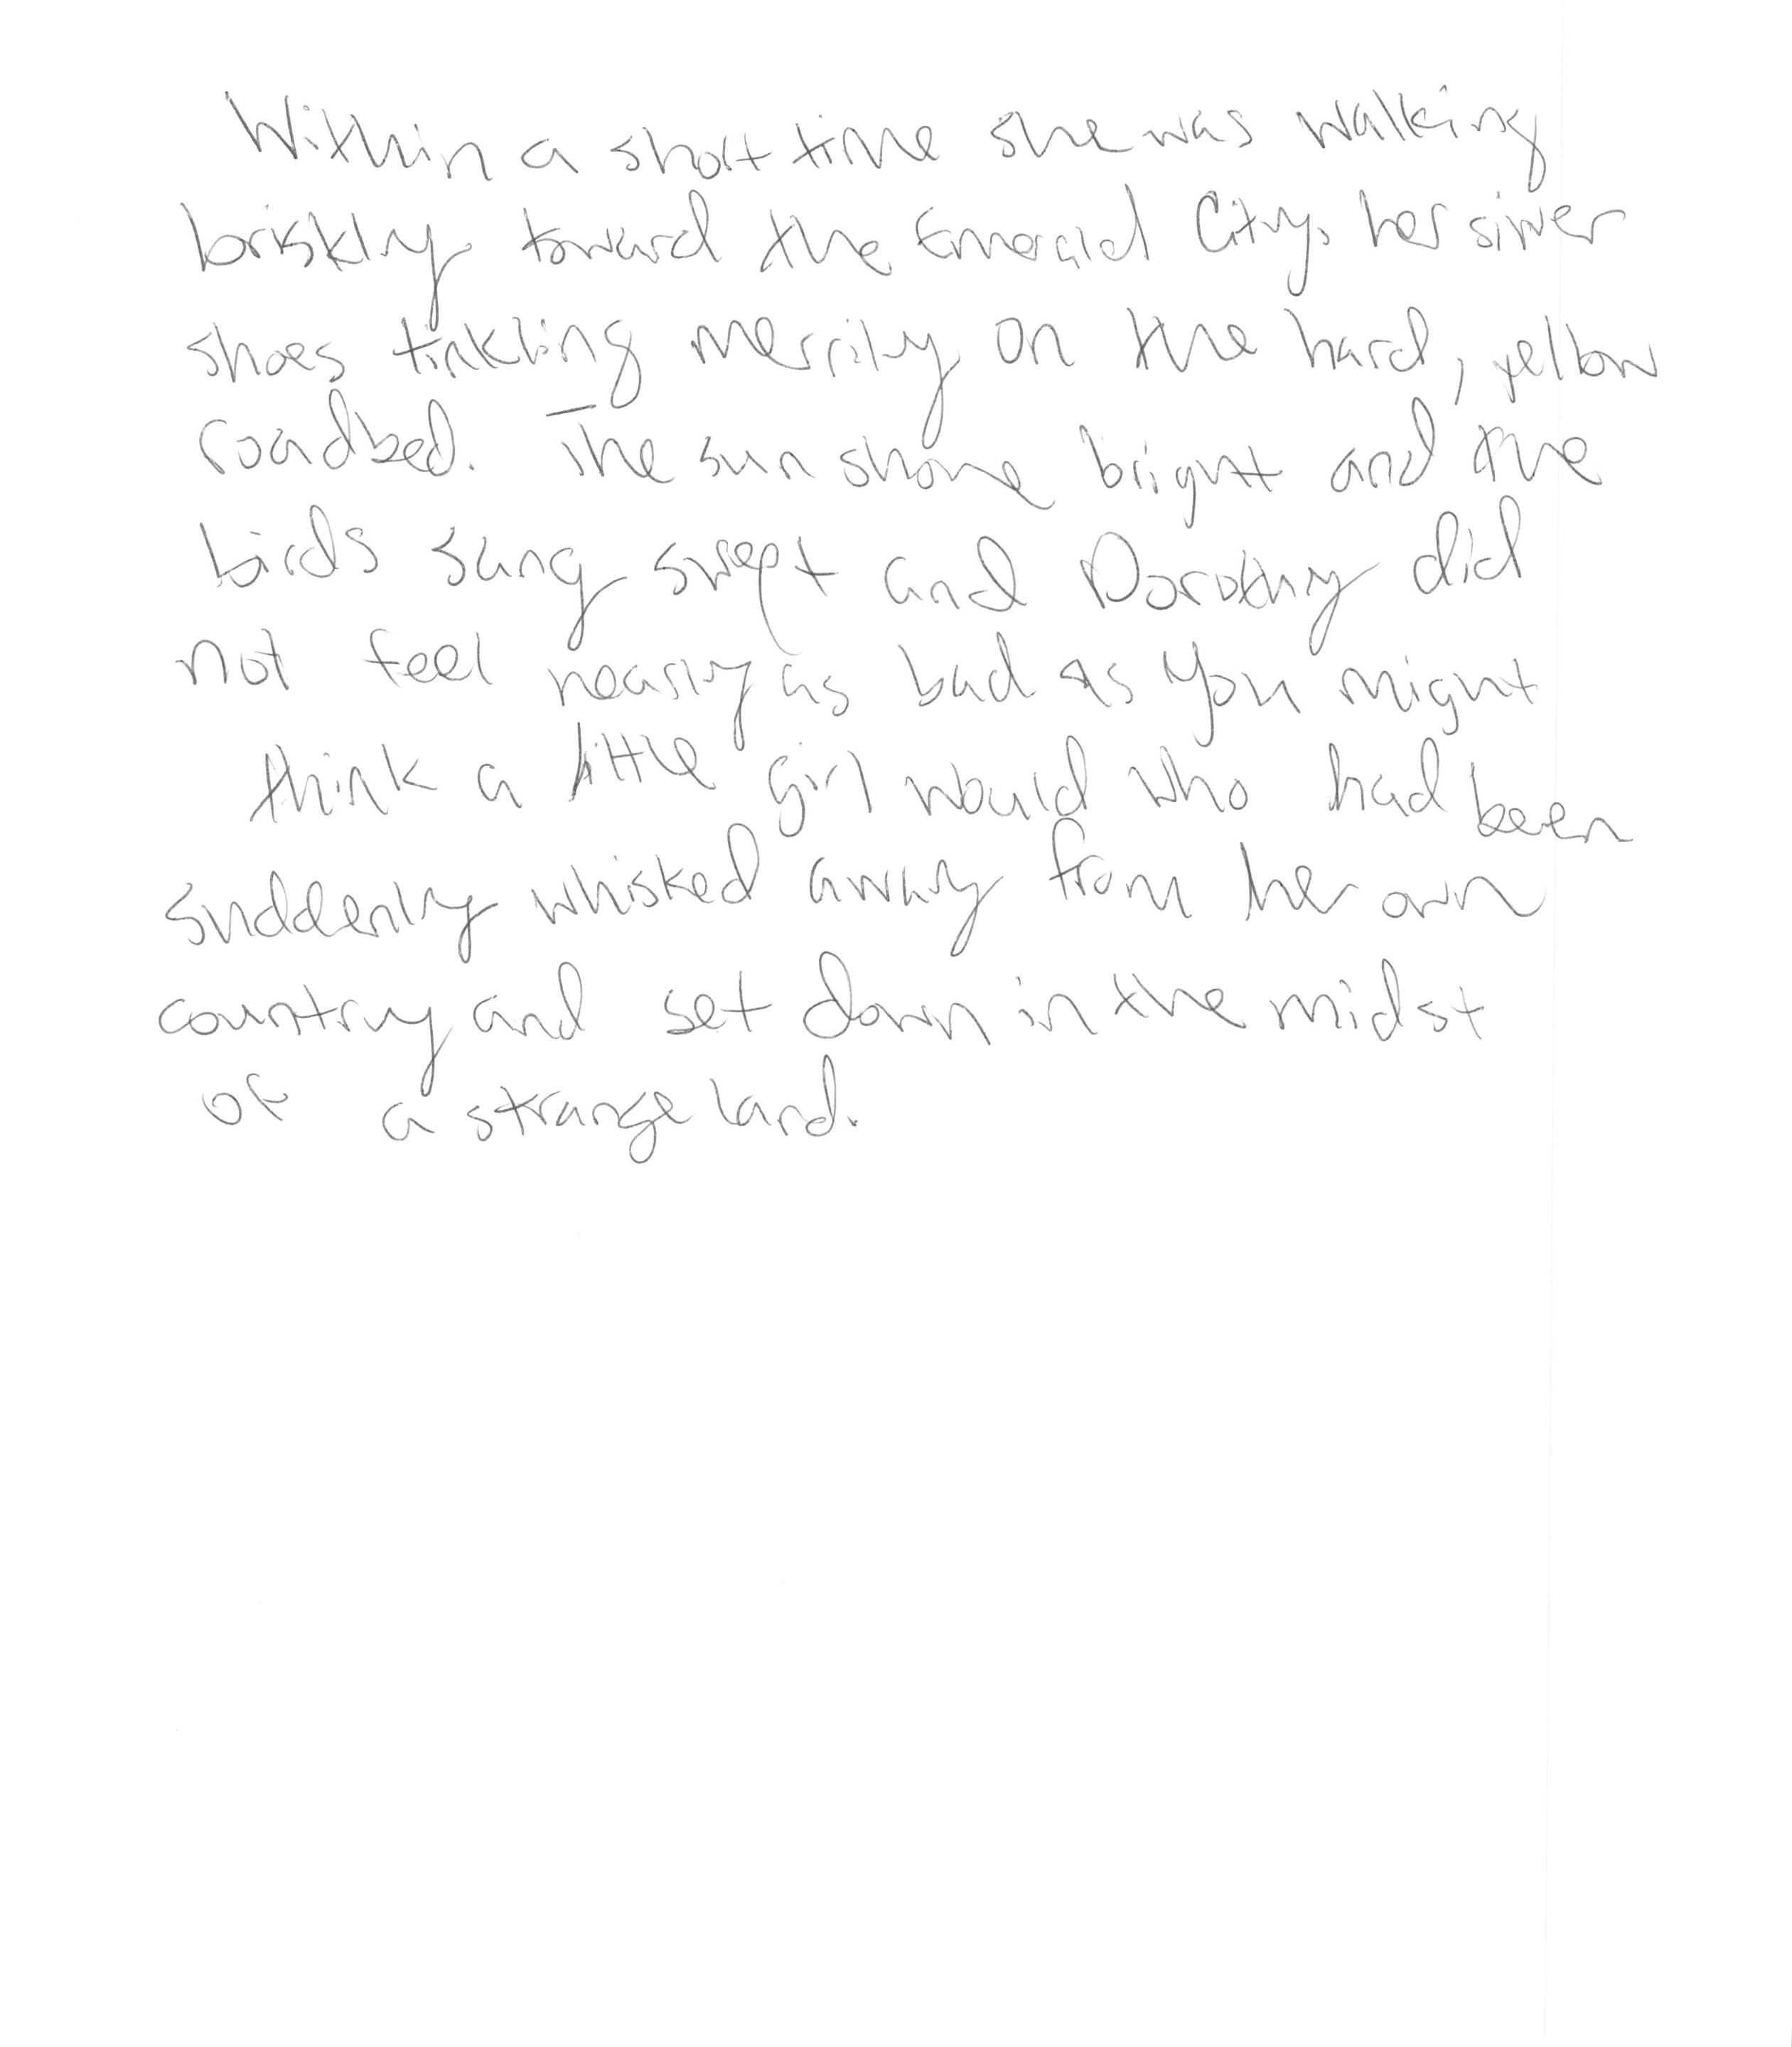 Within a short time she was walking
briskly toward the Emerald City, her silver
shoes tinkling merrily on the hard, yellow
roadbed. The sun shone bright and the
birds sang sweet and Dorothy did
not feel nearly as bad as you might
think a little girl would who had been
suddenly whisked away from her own
country and set down in the midst
of a strange land.